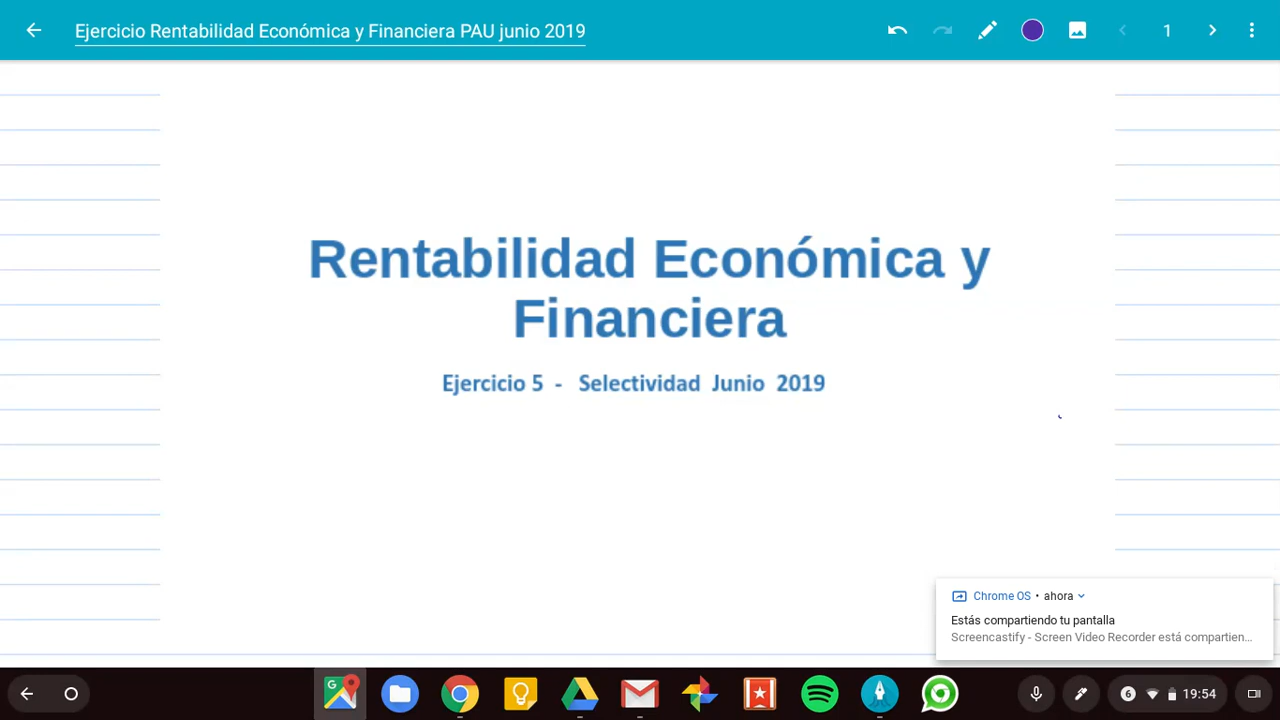 Ejercicio Rentabilidad Económica y Financiera PAU junio 2019
1
Rentabilidad Económica y
Financiera
Ejercicio 5 - Selectividad Junio 2019
Chrome OS • ahora
Estás compartiendo tu pantalla
Screencastify - Screen Video Recorder está compartien...
G
6
19:54